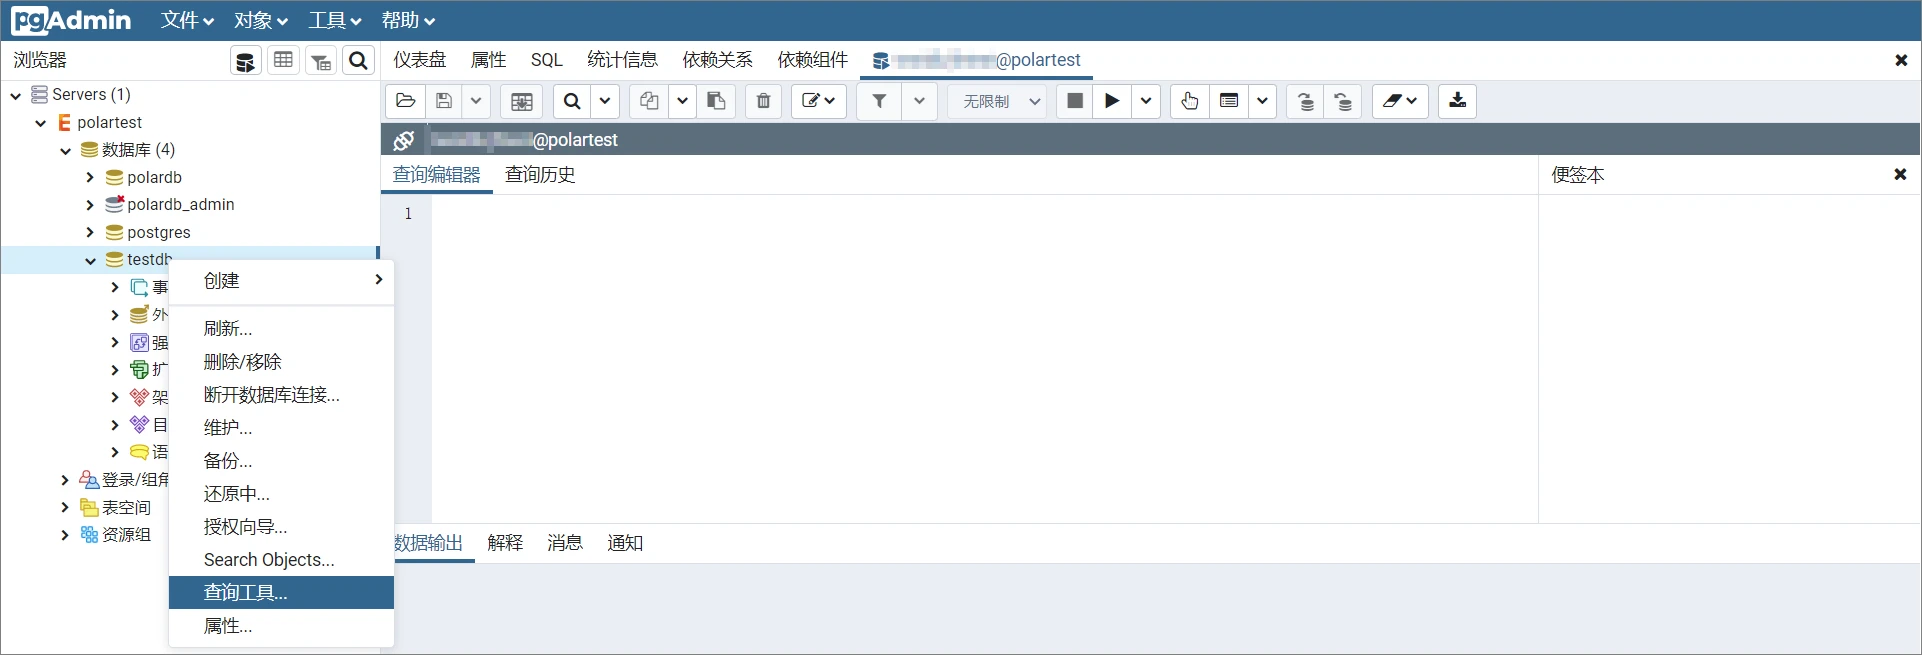 pgAdmin 文件 对象 工具 帮助
浏览器
仪表盘 属性 SQL 统计信息 依赖关系 依赖组件 @polartest
无限制
@polartest
查询编辑器 查询历史
便签本
1
Servers (1)
polartest
数据库 (4)
polardb
polardb_admin
postgres
testdb
事
外
强
扩
架
目
语
登录/组角
表空间
资源组
创建
刷新...
删除/移除
断开数据库连接...
维护...
备份...
还原中...
授权向导...
Search Objects...
查询工具...
属性...
数据输出 解释 消息 通知